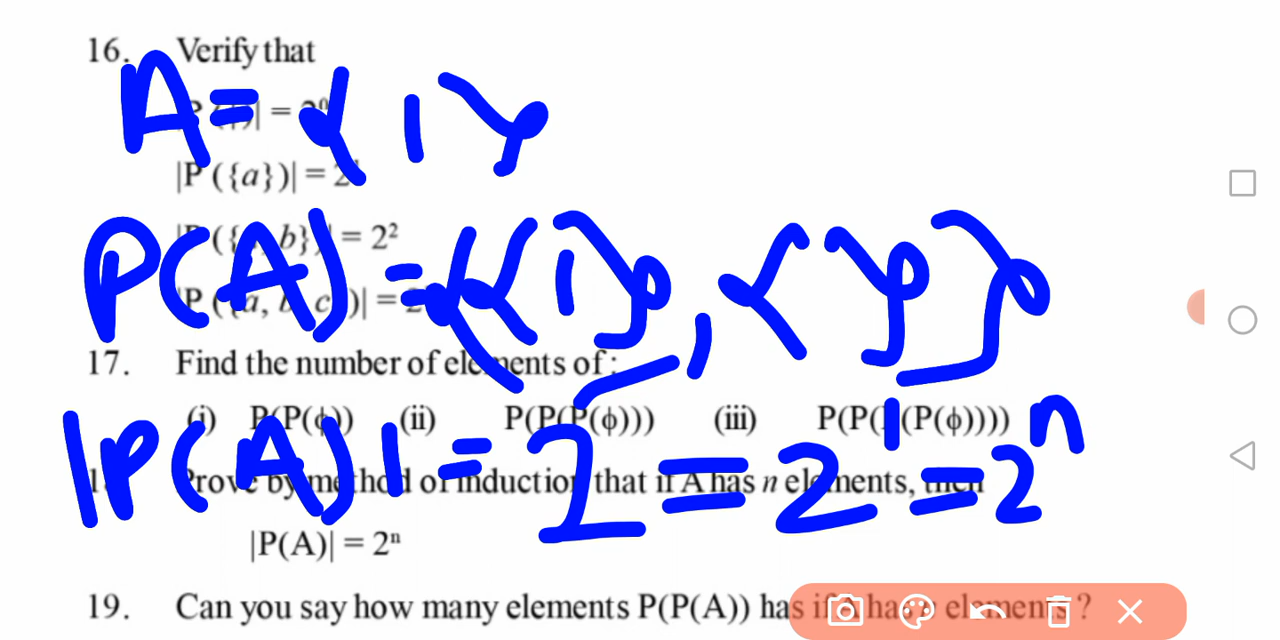 16. Verify that
A = { 1 }
|P ({a})| = 2
= 2²
P(A) = {{1}, { }}
17. Find the number of elements of :
(i) P(P(ϕ)) (ii) P(P(P(ϕ))) (iii) P(P(P(P(ϕ))))
|P(A)| = 2 = 2¹ = 2ⁿ
Prove by method of induction that if A has n elements, then
|P(A)| = 2ⁿ
19. Can you say how many elements P(P(A)) has if A has elements ?